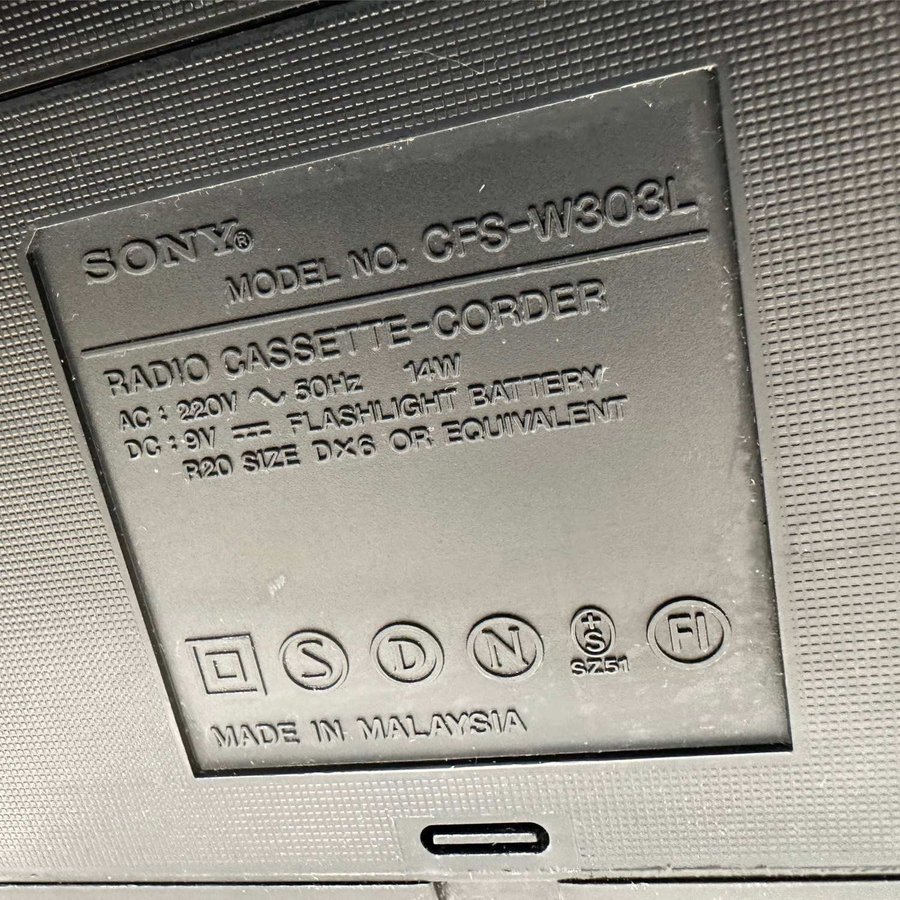 SONY®
MODEL NO. CFS-W303L
RADIO CASSETTE-CORDER
AC : 220V ~ 50Hz 14W
DC : 9V ⎓ FLASHLIGHT BATTERY
R20 SIZE D×6 OR EQUIVALENT
S D N +S FI
SZ51
MADE IN MALAYSIA